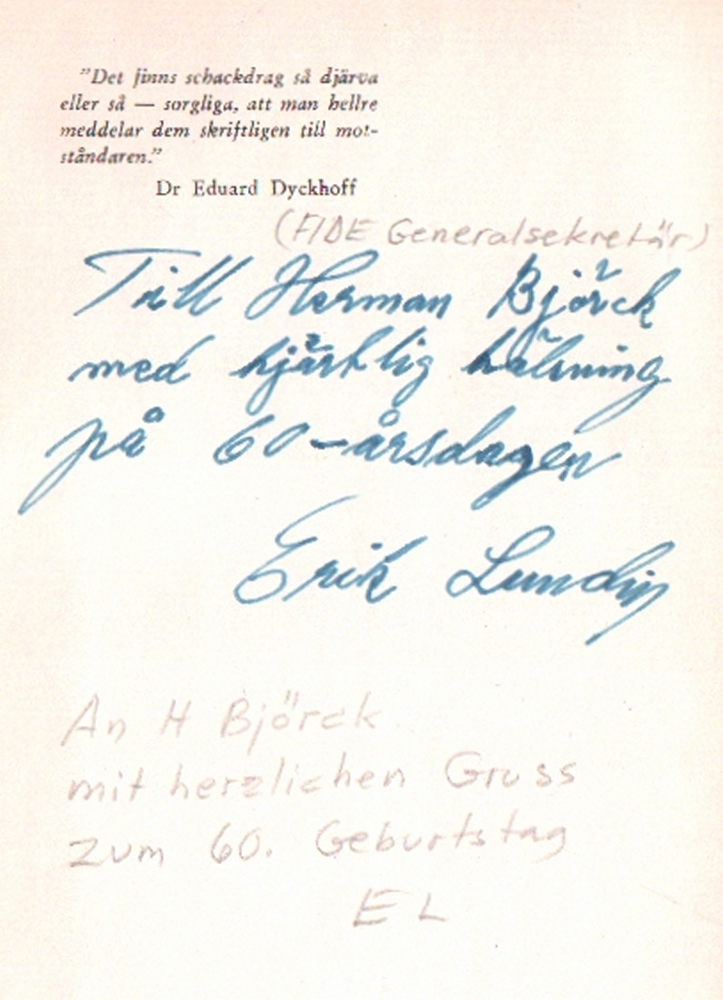 "Det finns schackdrag så djärva
eller så — sorgliga, att man hellre
meddelar dem skriftligen till mot-
ståndaren."
Dr Eduard Dyckhoff
(FIDE Generalsekretär)
Till Herman Björck
med hjärtlig hälsning
på 60-årsdagen
Erik Lundin
An H Björck
mit herzlichen Gruss
zum 60. Geburtstag
E L